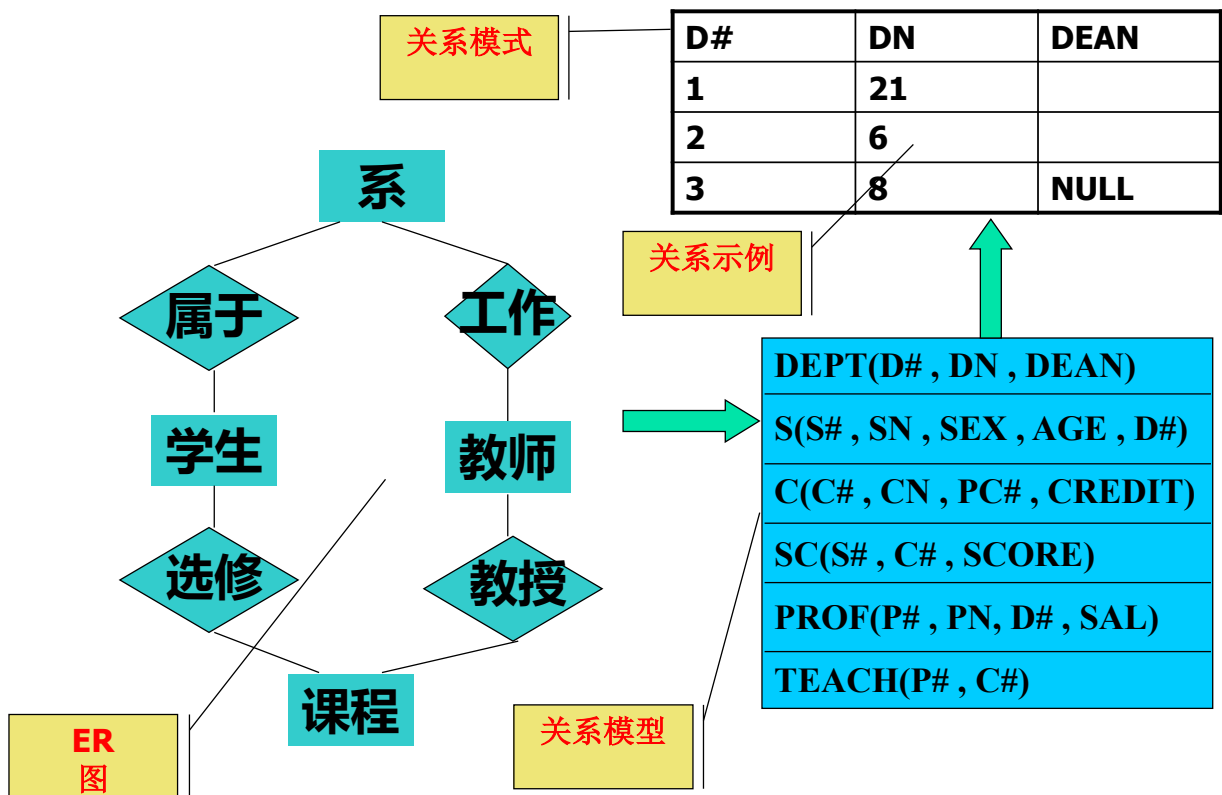 关系模式
D# DN DEAN
1 21
2 6
3 8 NULL
系
关系示例
属于 工作
DEPT(D# , DN , DEAN)
S(S# , SN , SEX , AGE , D#)
学生 教师
C(C# , CN , PC# , CREDIT)
SC(S# , C# , SCORE)
选修 教授
PROF(P# , PN, D# , SAL)
TEACH(P# , C#)
课程
关系模型
ER
图